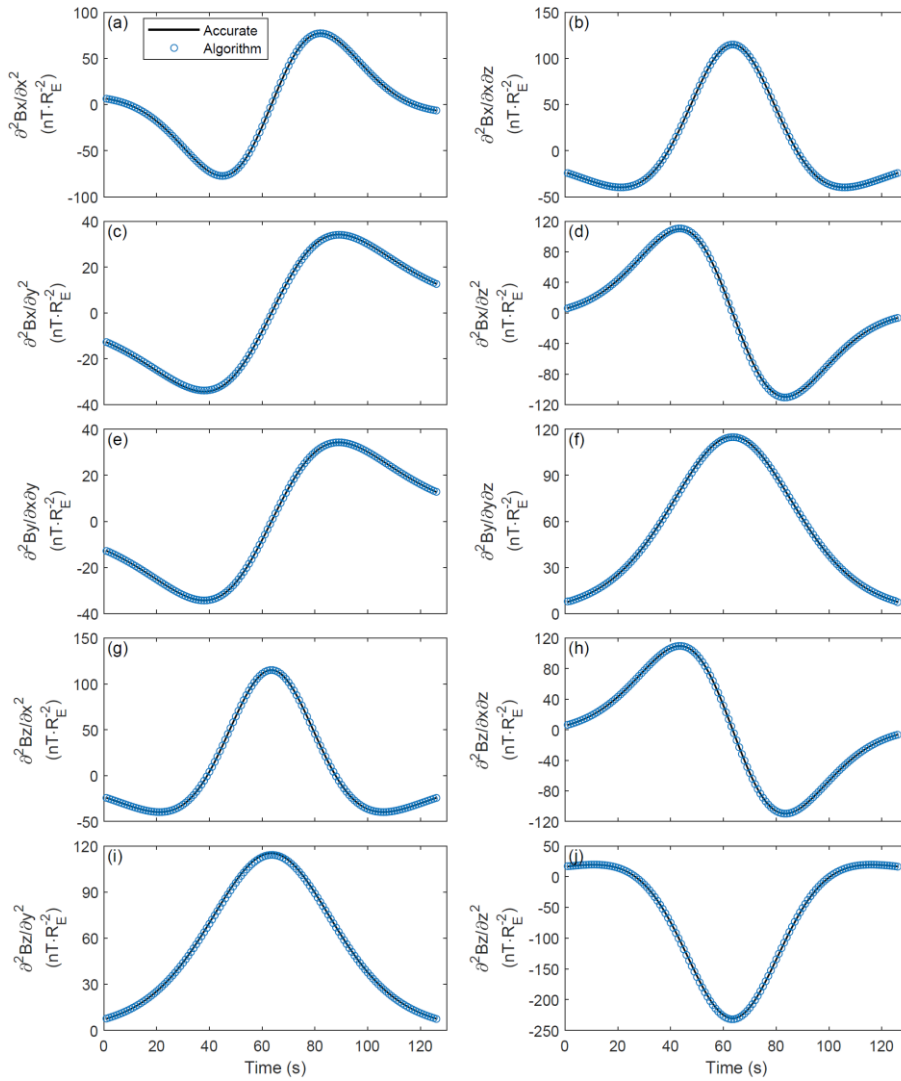 (a)
Accurate
Algorithm
∂²Bx/∂x²
(nT·R_E^-2)
100
50
0
-50
-100
(b)
∂²Bx/∂x∂z
(nT·R_E^-2)
150
100
50
0
-50
(c)
∂²Bx/∂y²
(nT·R_E^-2)
40
20
0
-20
-40
(d)
∂²Bx/∂z²
(nT·R_E^-2)
120
80
40
0
-40
-80
-120
(e)
∂²By/∂x∂y
(nT·R_E^-2)
40
20
0
-20
-40
(f)
∂²By/∂y∂z
(nT·R_E^-2)
120
90
60
30
0
(g)
∂²Bz/∂x²
(nT·R_E^-2)
150
100
50
0
-50
(h)
∂²Bz/∂x∂z
(nT·R_E^-2)
120
80
40
0
-40
-80
-120
(i)
∂²Bz/∂y²
(nT·R_E^-2)
120
90
60
30
0
0 20 40 60 80 100 120
Time (s)
(j)
∂²Bz/∂z²
(nT·R_E^-2)
50
0
-50
-100
-150
-200
-250
0 20 40 60 80 100 120
Time (s)